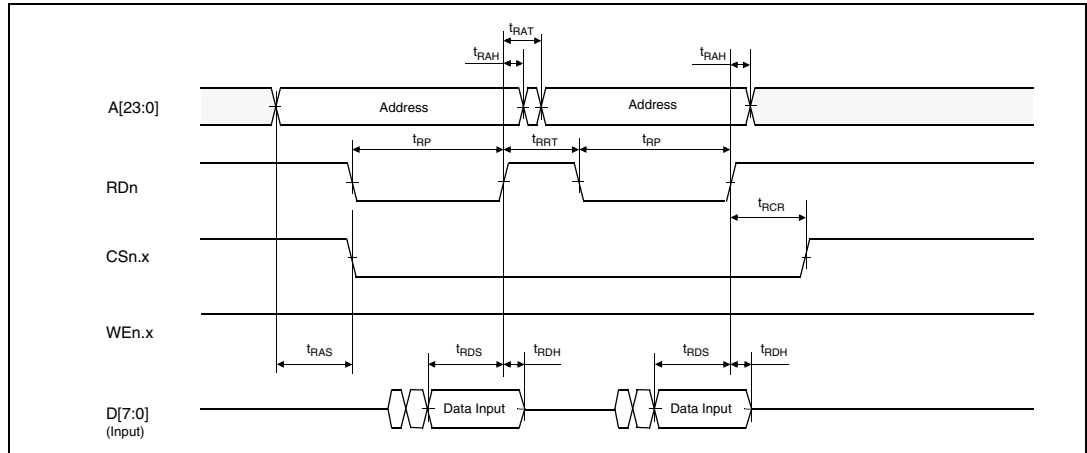 tRAT
tRAH
tRAH
A[23:0]
Address
Address
tRP
tRRT
tRP
RDn
tRCR
CSn.x
WEn.x
tRAS
tRDS
tRDH
tRDS
tRDH
D[7:0]
Data Input
Data Input
(Input)